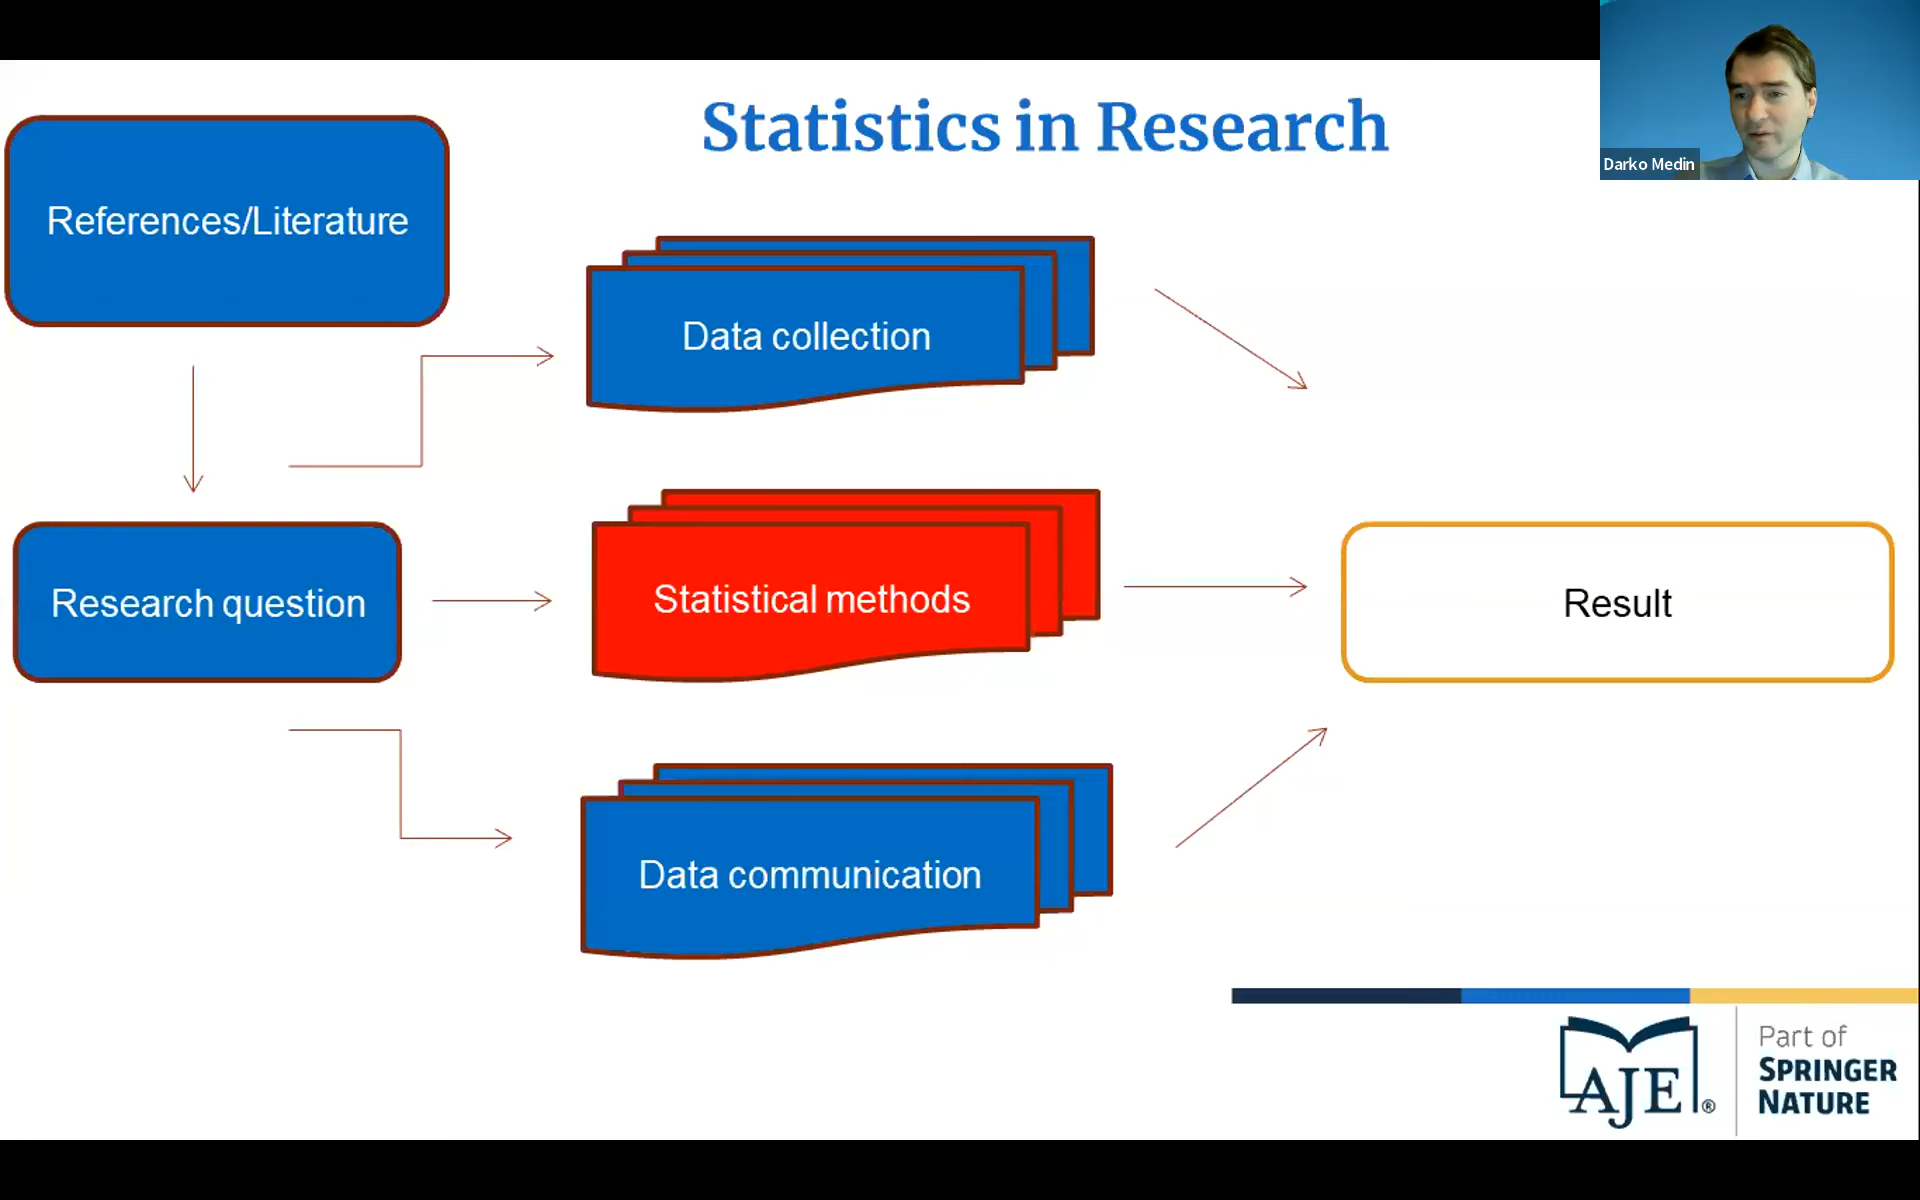 Statistics in Research
Darko Medin
References/Literature
Data collection
Research question
Statistical methods
Result
Data communication
AJE®
Part of
SPRINGER
NATURE